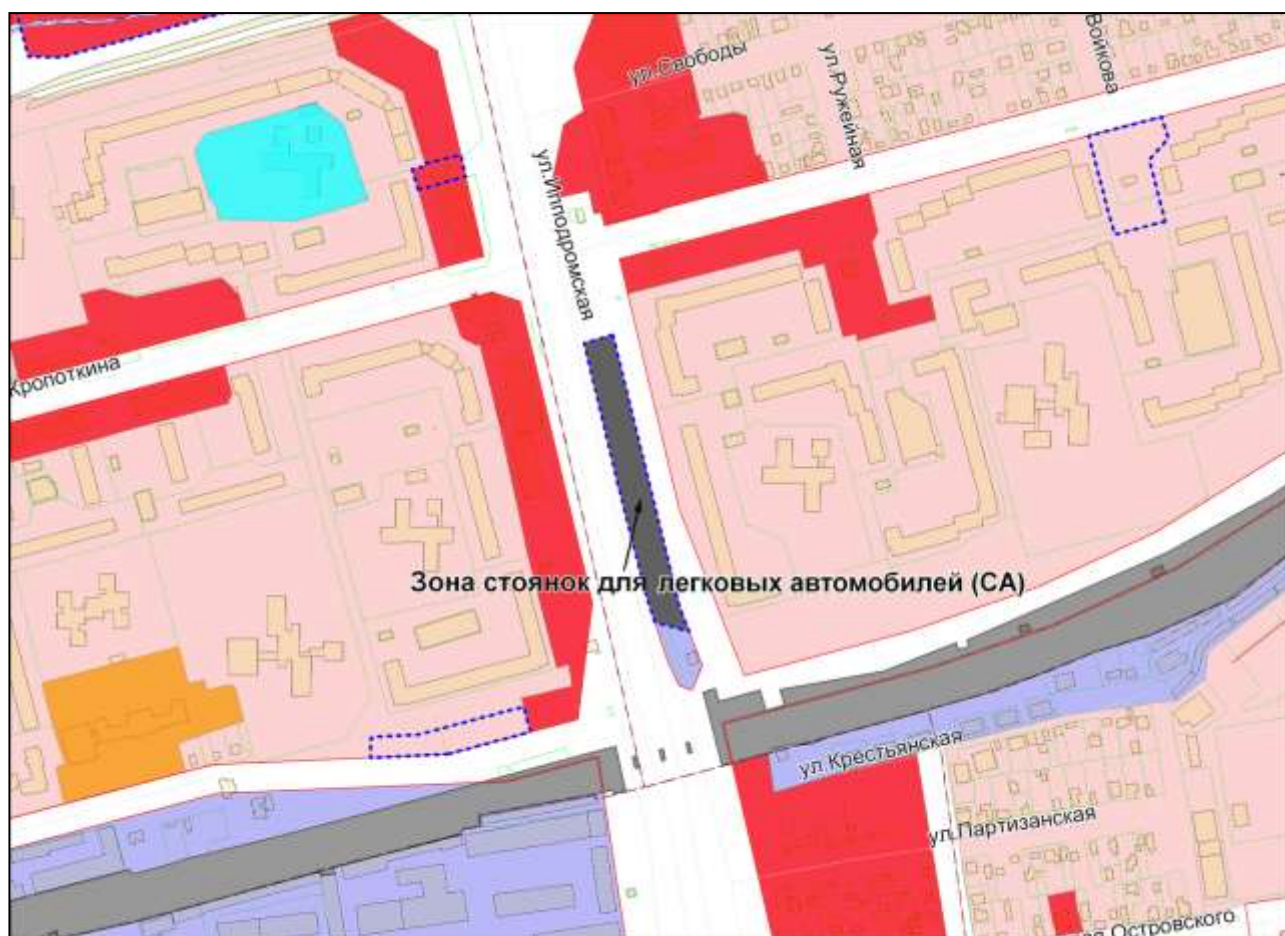 ул.Свободы
ул.Ружейная
Войкова
ул.Ипподромская
Кропоткина
Зона стоянок для легковых автомобилей (СА)
ул.Крестьянская
ул.Партизанская
Островского